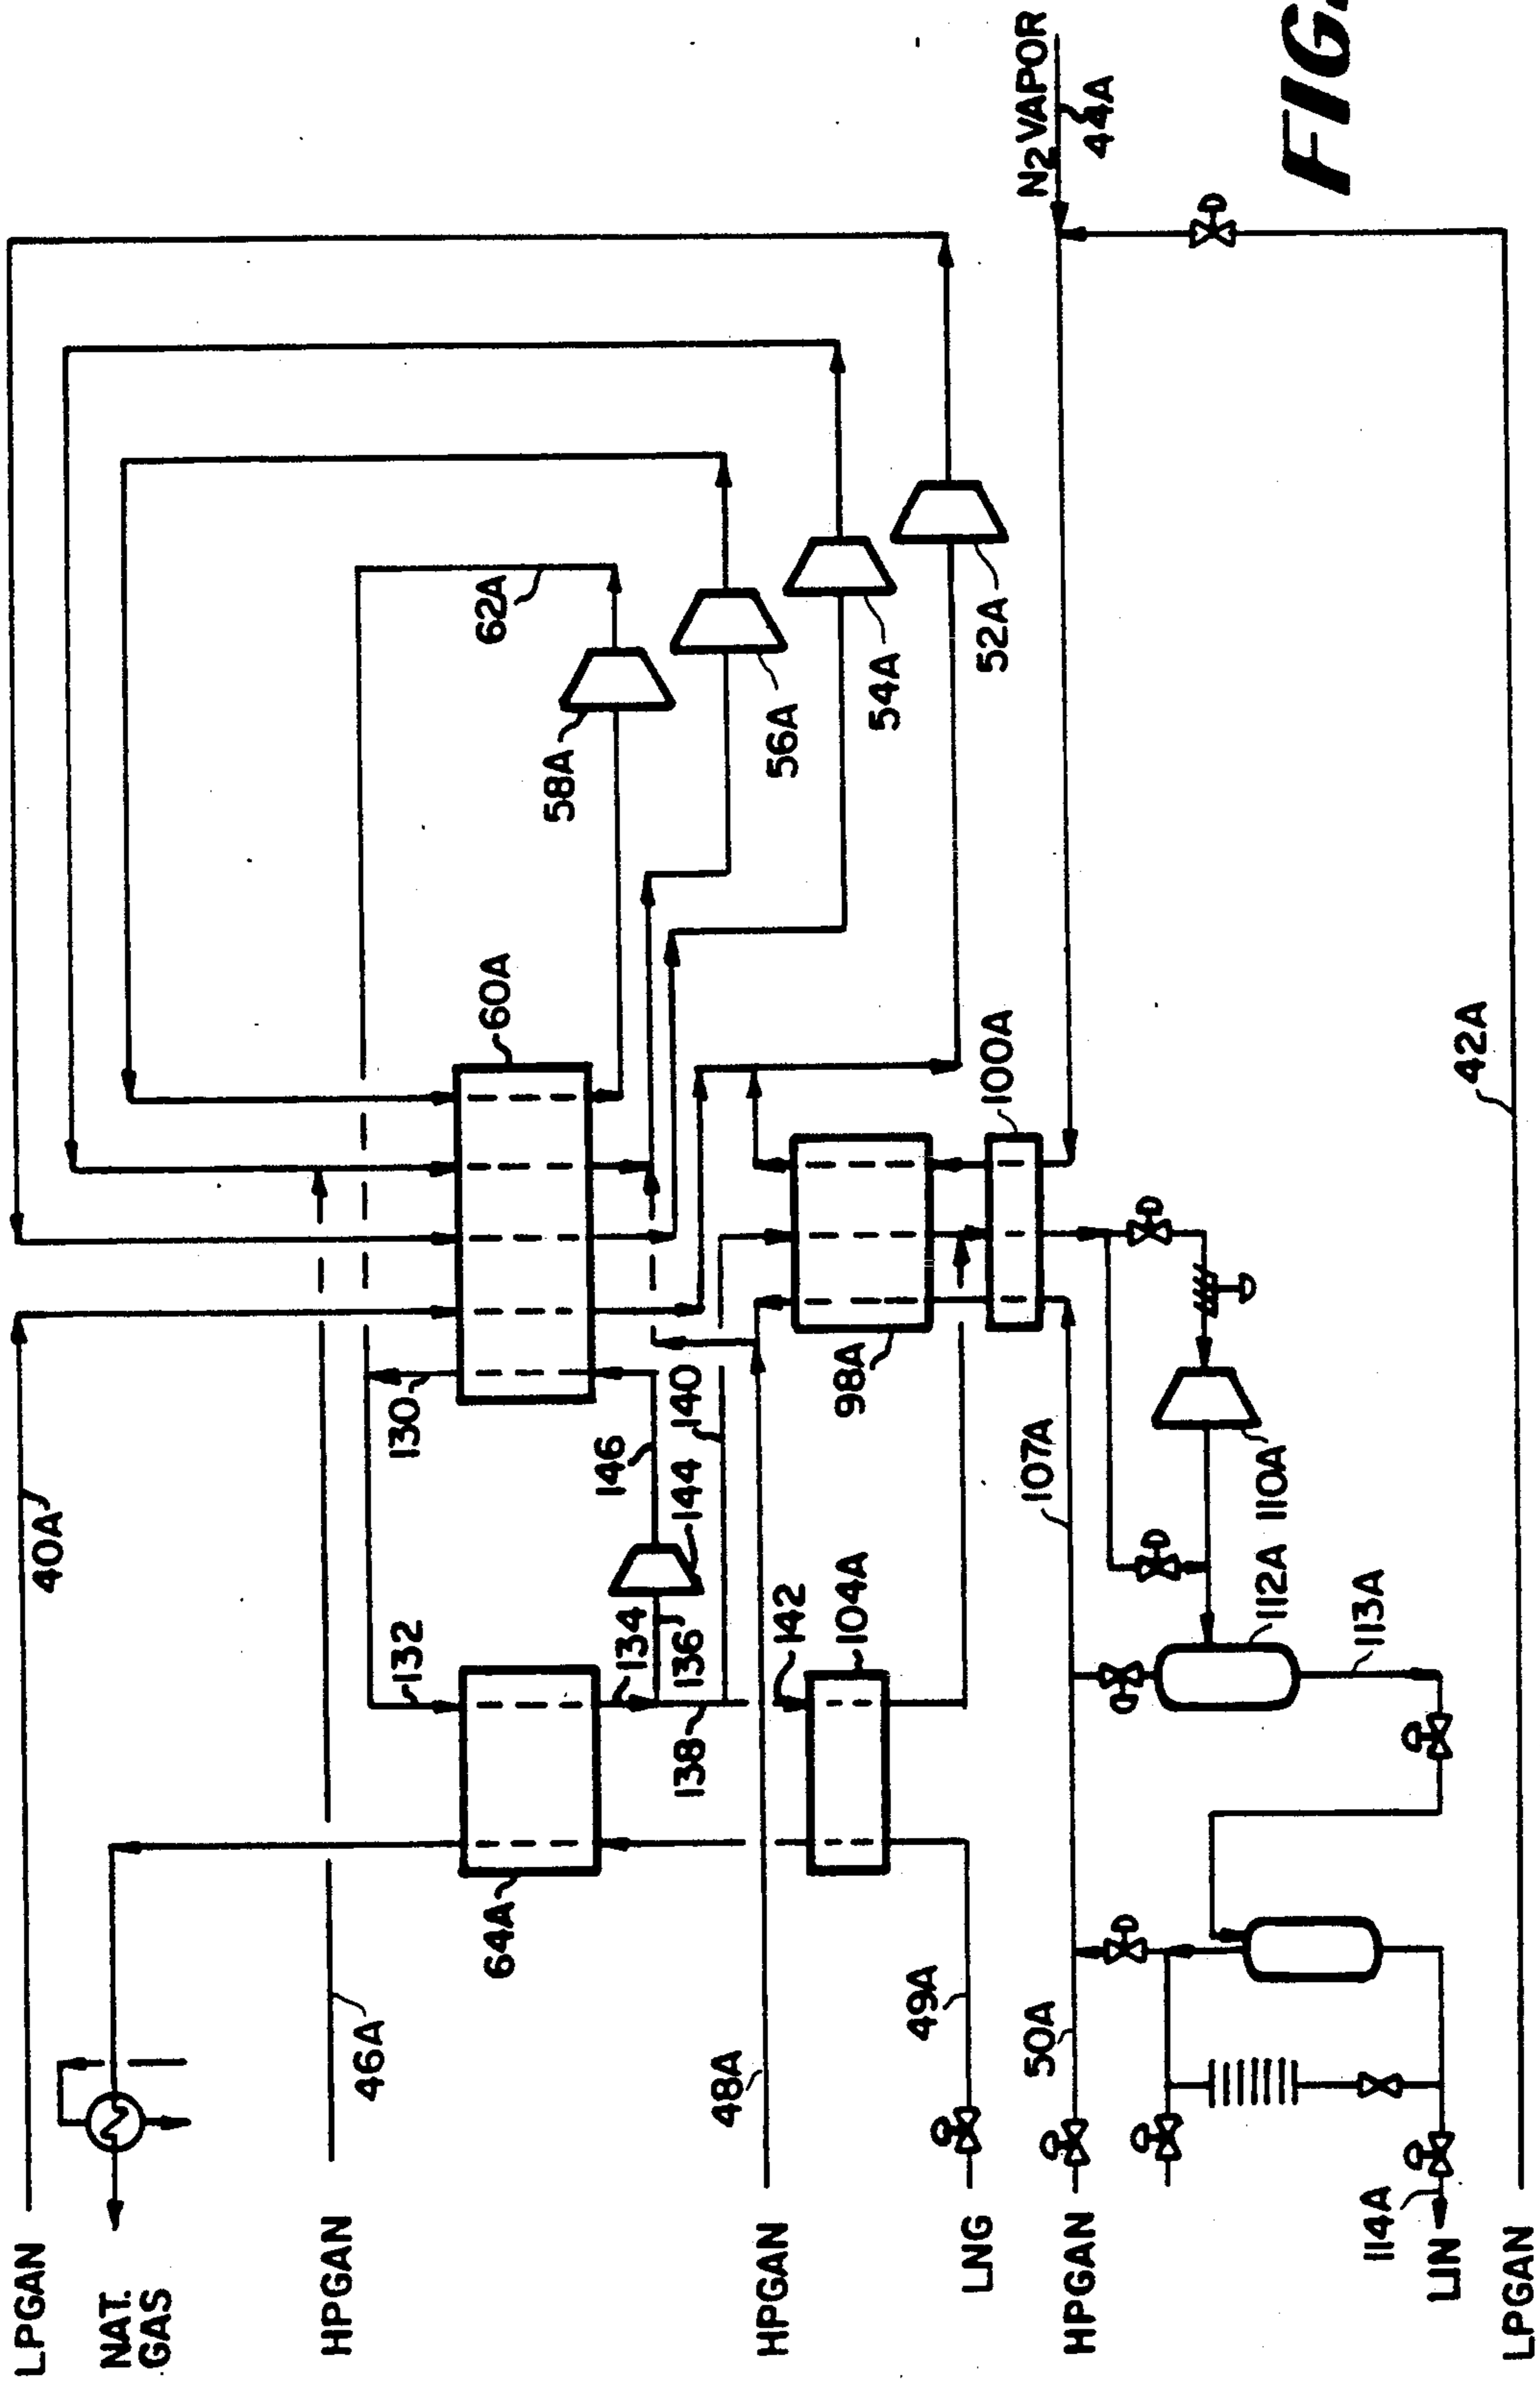 LPGAN
40A
NAT.
GAS
HPGAN
46A
HPGAN
48A
LNG
49A
HPGAN
50A
LIN
114A
LPGAN
42A
64A
132
134
136
138
142
104A
144
146
140
130
60A
62A
58A
56A
54A
52A
98A
100A
107A
110A
112A
113A
N2 VAPOR
44A
FIG.